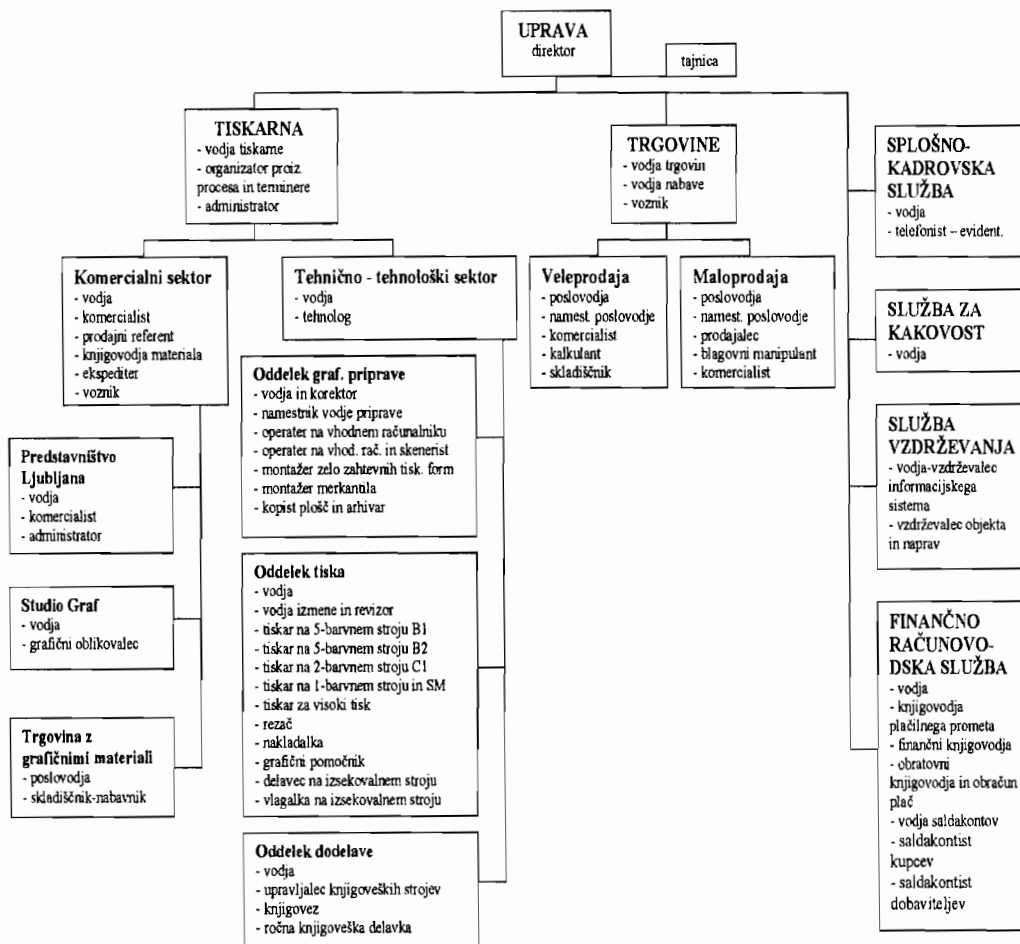 UPRAVA
direktor
tajnica
TISKARNA
- vodja tiskarne
- organizator proiz.
procesa in terminere
- administrator
TRGOVINE
- vodja trgovin
- vodja nabave
- voznik
SPLOŠNO-
KADROVSKA
SLUŽBA
- vodja
- telefonist – evident.
Komercialni sektor
- vodja
- komercialist
- prodajni referent
- knjigovodja materiala
- ekspediter
- voznik
Tehnično - tehnološki sektor
- vodja
- tehnolog
Veleprodaja
- poslovodja
- namest. poslovodje
- komercialist
- kalkulant
- skladiščnik
Maloprodaja
- poslovodja
- namest. poslovodje
- prodajalec
- blagovni manipulant
- komercialist
SLUŽBA ZA
KAKOVOST
- vodja
Oddelek graf. priprave
- vodja in korektor
- namestnik vodje priprave
- operater na vhodnem računalniku
- operater na vhod. rač. in skenerist
- montažer zelo zahtevnih tisk. form
- montažer merkantila
- kopist plošč in arhivar
Predstavništvo
Ljubljana
- vodja
- komercialist
- administrator
SLUŽBA
VZDRŽEVANJA
- vodja-vzdrževalec
informacijskega
sistema
- vzdrževalec objekta
in naprav
Oddelek tiska
- vodja
- vodja izmene in revizor
- tiskar na 5-barvnem stroju B1
- tiskar na 5-barvnem stroju B2
- tiskar na 2-barvnem stroju C1
- tiskar na 1-barvnem stroju in SM
- tiskar za visoki tisk
- rezač
- nakladalka
- grafični pomočnik
- delavec na izsekovalnem stroju
- vlagalka na izsekovalnem stroju
Studio Graf
- vodja
- grafični oblikovalec
Trgovina z
grafičnimi materiali
- poslovodja
- skladiščnik-nabavnik
FINANČNO
RAČUNOVO-
DSKA SLUŽBA
- vodja
- knjigovodja
plačilnega prometa
- finančni knjigovodja
- obratovni
knjigovodja in obračun
plač
- vodja saldakontov
- saldakontist
kupcev
- saldakontist
dobaviteljev
Oddelek dodelave
- vodja
- upravljalec knjigoveških strojev
- knjigovez
- ročna knjigoveška delavka